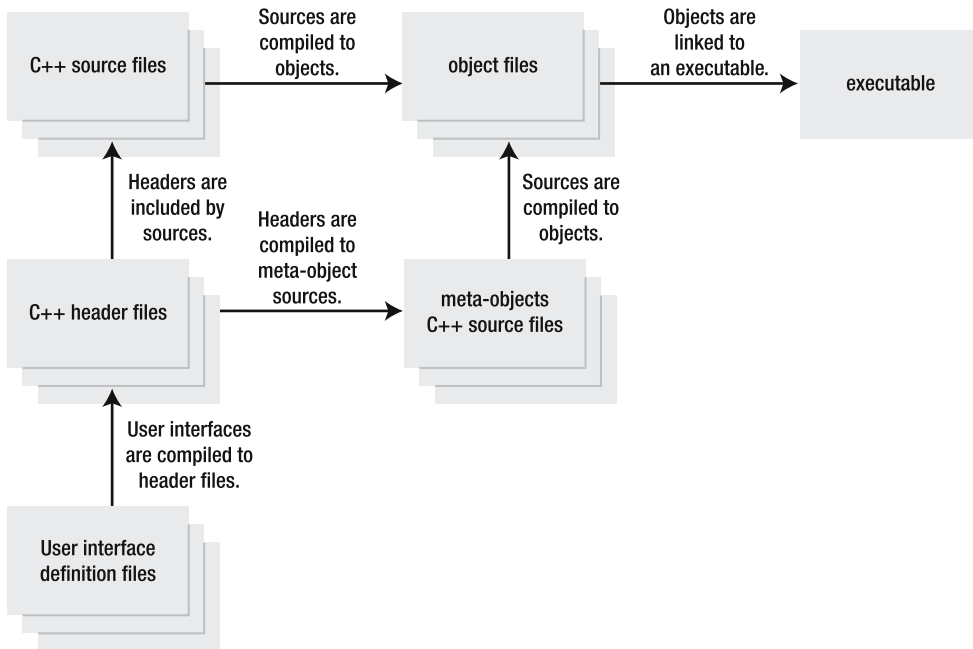 C++ source files
Sources are
compiled to
objects.
object files
Objects are
linked to
an executable.
executable
Headers are
included by
sources.
Headers are
compiled to
meta-object
sources.
Sources are
compiled to
objects.
C++ header files
meta-objects
C++ source files
User interfaces
are compiled to
header files.
User interface
definition files